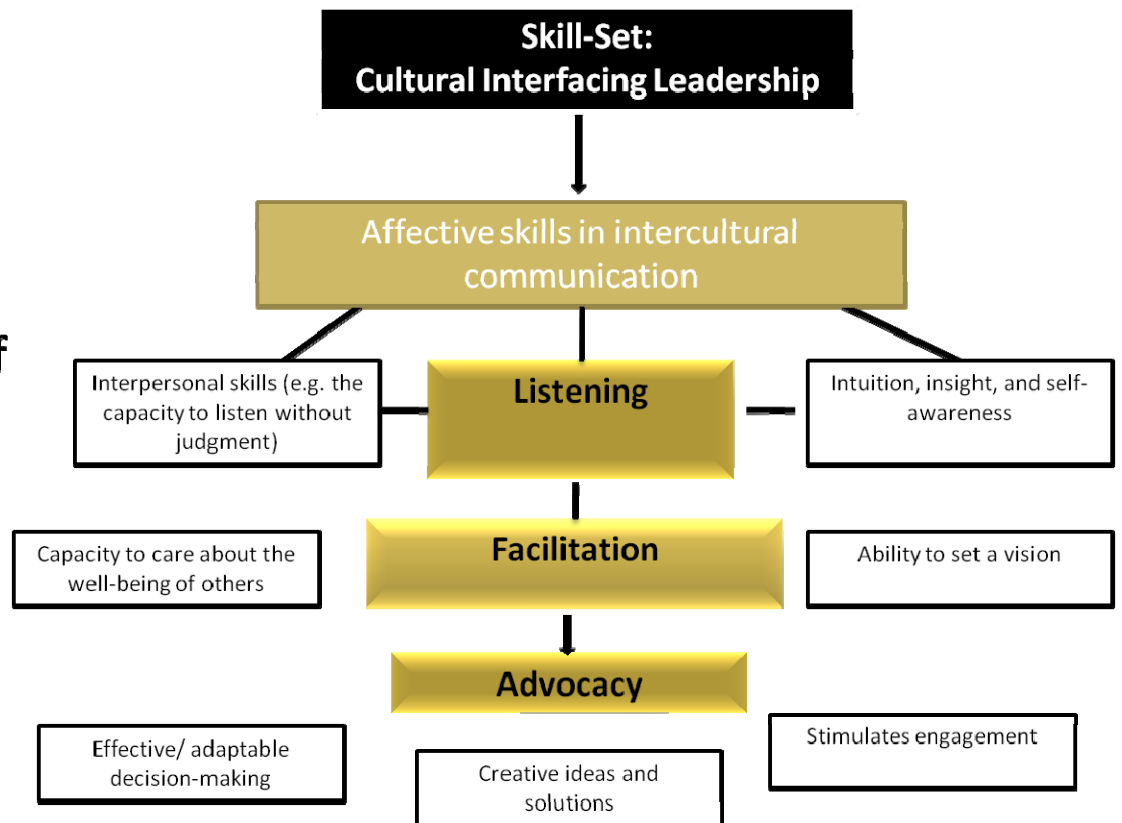 Skill-Set:
Cultural Interfacing Leadership
Affective skills in intercultural
communication
f
Interpersonal skills (e.g. the
capacity to listen without
judgment)
Listening
Intuition, insight, and self-
awareness
Capacity to care about the
well-being of others
Facilitation
Ability to set a vision
Advocacy
Effective/ adaptable
decision-making
Creative ideas and
solutions
Stimulates engagement